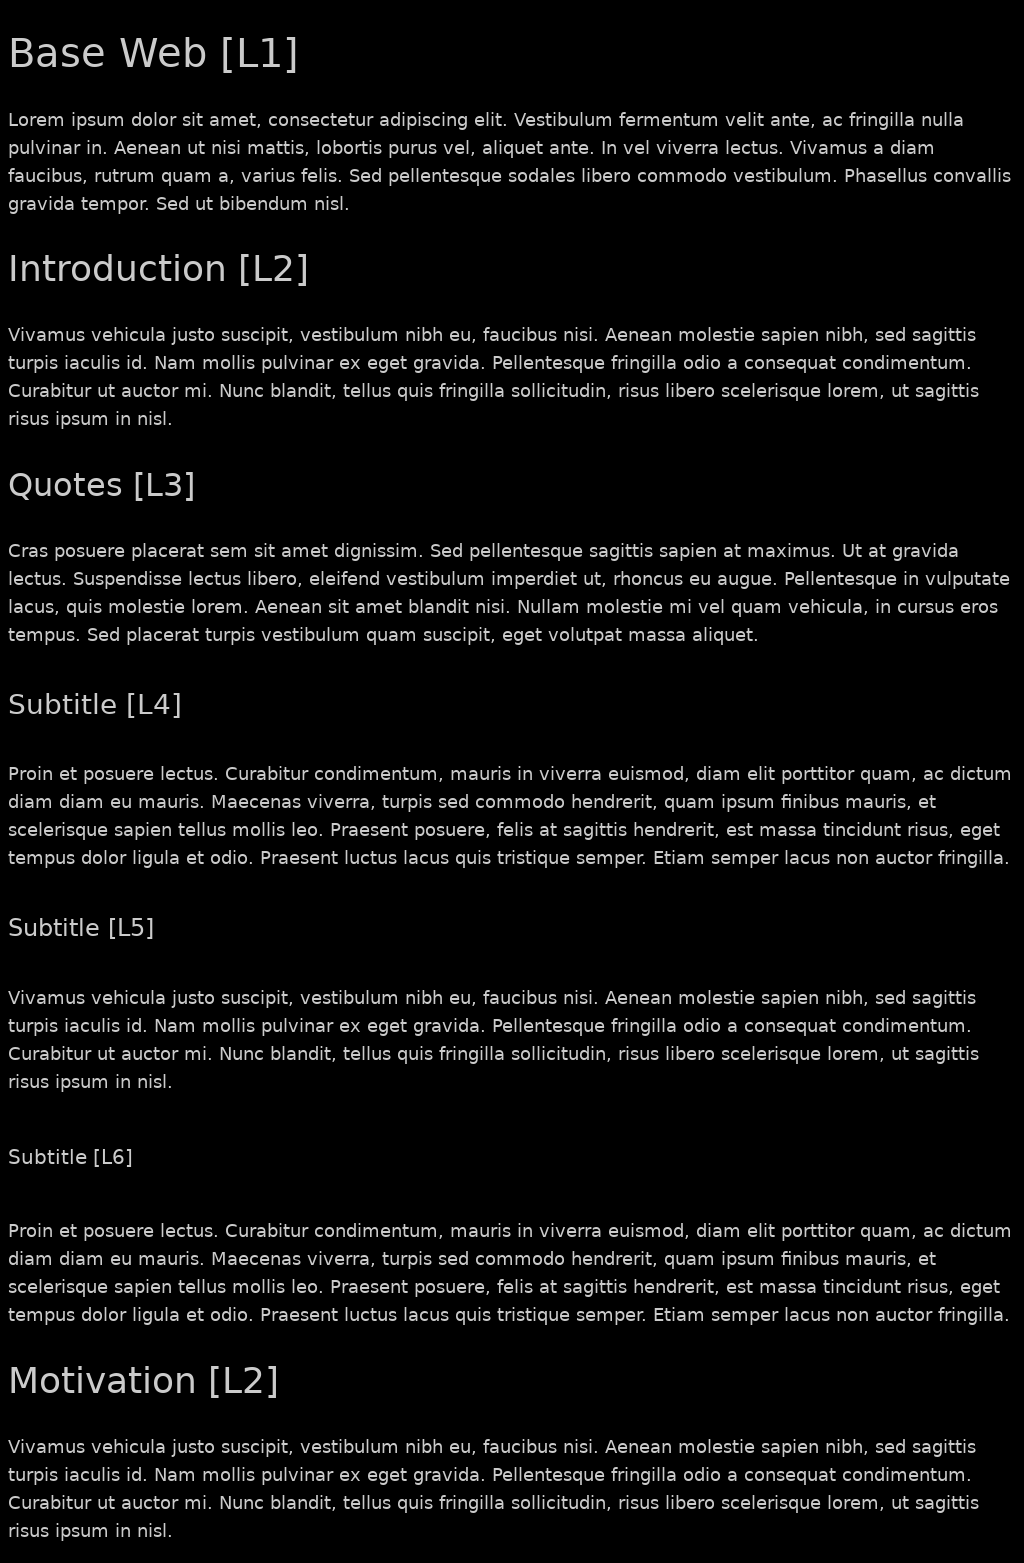 Base Web [L1]
Lorem ipsum dolor sit amet, consectetur adipiscing elit. Vestibulum fermentum velit ante, ac fringilla nulla
pulvinar in. Aenean ut nisi mattis, lobortis purus vel, aliquet ante. In vel viverra lectus. Vivamus a diam
faucibus, rutrum quam a, varius felis. Sed pellentesque sodales libero commodo vestibulum. Phasellus convallis
gravida tempor. Sed ut bibendum nisl.
Introduction [L2]
Vivamus vehicula justo suscipit, vestibulum nibh eu, faucibus nisi. Aenean molestie sapien nibh, sed sagittis
turpis iaculis id. Nam mollis pulvinar ex eget gravida. Pellentesque fringilla odio a consequat condimentum.
Curabitur ut auctor mi. Nunc blandit, tellus quis fringilla sollicitudin, risus libero scelerisque lorem, ut sagittis
risus ipsum in nisl.
Quotes [L3]
Cras posuere placerat sem sit amet dignissim. Sed pellentesque sagittis sapien at maximus. Ut at gravida
lectus. Suspendisse lectus libero, eleifend vestibulum imperdiet ut, rhoncus eu augue. Pellentesque in vulputate
lacus, quis molestie lorem. Aenean sit amet blandit nisi. Nullam molestie mi vel quam vehicula, in cursus eros
tempus. Sed placerat turpis vestibulum quam suscipit, eget volutpat massa aliquet.
Subtitle [L4]
Proin et posuere lectus. Curabitur condimentum, mauris in viverra euismod, diam elit porttitor quam, ac dictum
diam diam eu mauris. Maecenas viverra, turpis sed commodo hendrerit, quam ipsum finibus mauris, et
scelerisque sapien tellus mollis leo. Praesent posuere, felis at sagittis hendrerit, est massa tincidunt risus, eget
tempus dolor ligula et odio. Praesent luctus lacus quis tristique semper. Etiam semper lacus non auctor fringilla.
Subtitle [L5]
Vivamus vehicula justo suscipit, vestibulum nibh eu, faucibus nisi. Aenean molestie sapien nibh, sed sagittis
turpis iaculis id. Nam mollis pulvinar ex eget gravida. Pellentesque fringilla odio a consequat condimentum.
Curabitur ut auctor mi. Nunc blandit, tellus quis fringilla sollicitudin, risus libero scelerisque lorem, ut sagittis
risus ipsum in nisl.
Subtitle [L6]
Proin et posuere lectus. Curabitur condimentum, mauris in viverra euismod, diam elit porttitor quam, ac dictum
diam diam eu mauris. Maecenas viverra, turpis sed commodo hendrerit, quam ipsum finibus mauris, et
scelerisque sapien tellus mollis leo. Praesent posuere, felis at sagittis hendrerit, est massa tincidunt risus, eget
tempus dolor ligula et odio. Praesent luctus lacus quis tristique semper. Etiam semper lacus non auctor fringilla.
Motivation [L2]
Vivamus vehicula justo suscipit, vestibulum nibh eu, faucibus nisi. Aenean molestie sapien nibh, sed sagittis
turpis iaculis id. Nam mollis pulvinar ex eget gravida. Pellentesque fringilla odio a consequat condimentum.
Curabitur ut auctor mi. Nunc blandit, tellus quis fringilla sollicitudin, risus libero scelerisque lorem, ut sagittis
risus ipsum in nisl.